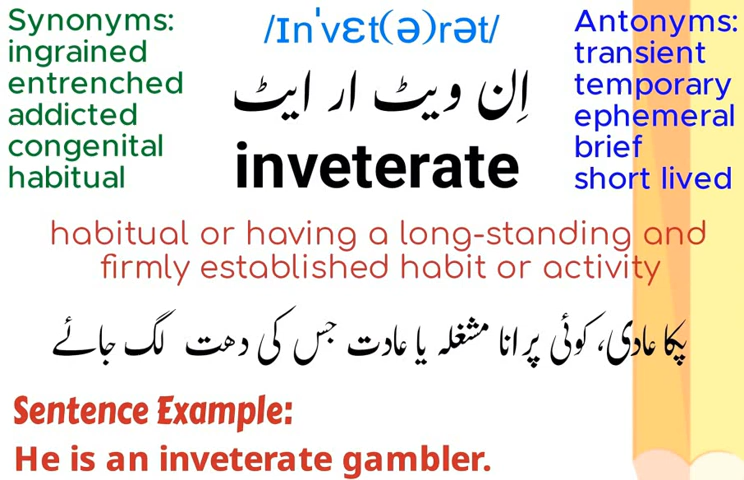 Synonyms:
ingrained
entrenched
addicted
congenital
habitual
/ɪnˈvɛt(ə)rət/
اِن ویٹ ار ایٹ
inveterate
Antonyms:
transient
temporary
ephemeral
brief
short lived
habitual or having a long-standing and
firmly established habit or activity
پکا عادی، کوئی پرانا مشغلہ یا عادت جس کی دھت لگ جائے
Sentence Example:
He is an inveterate gambler.